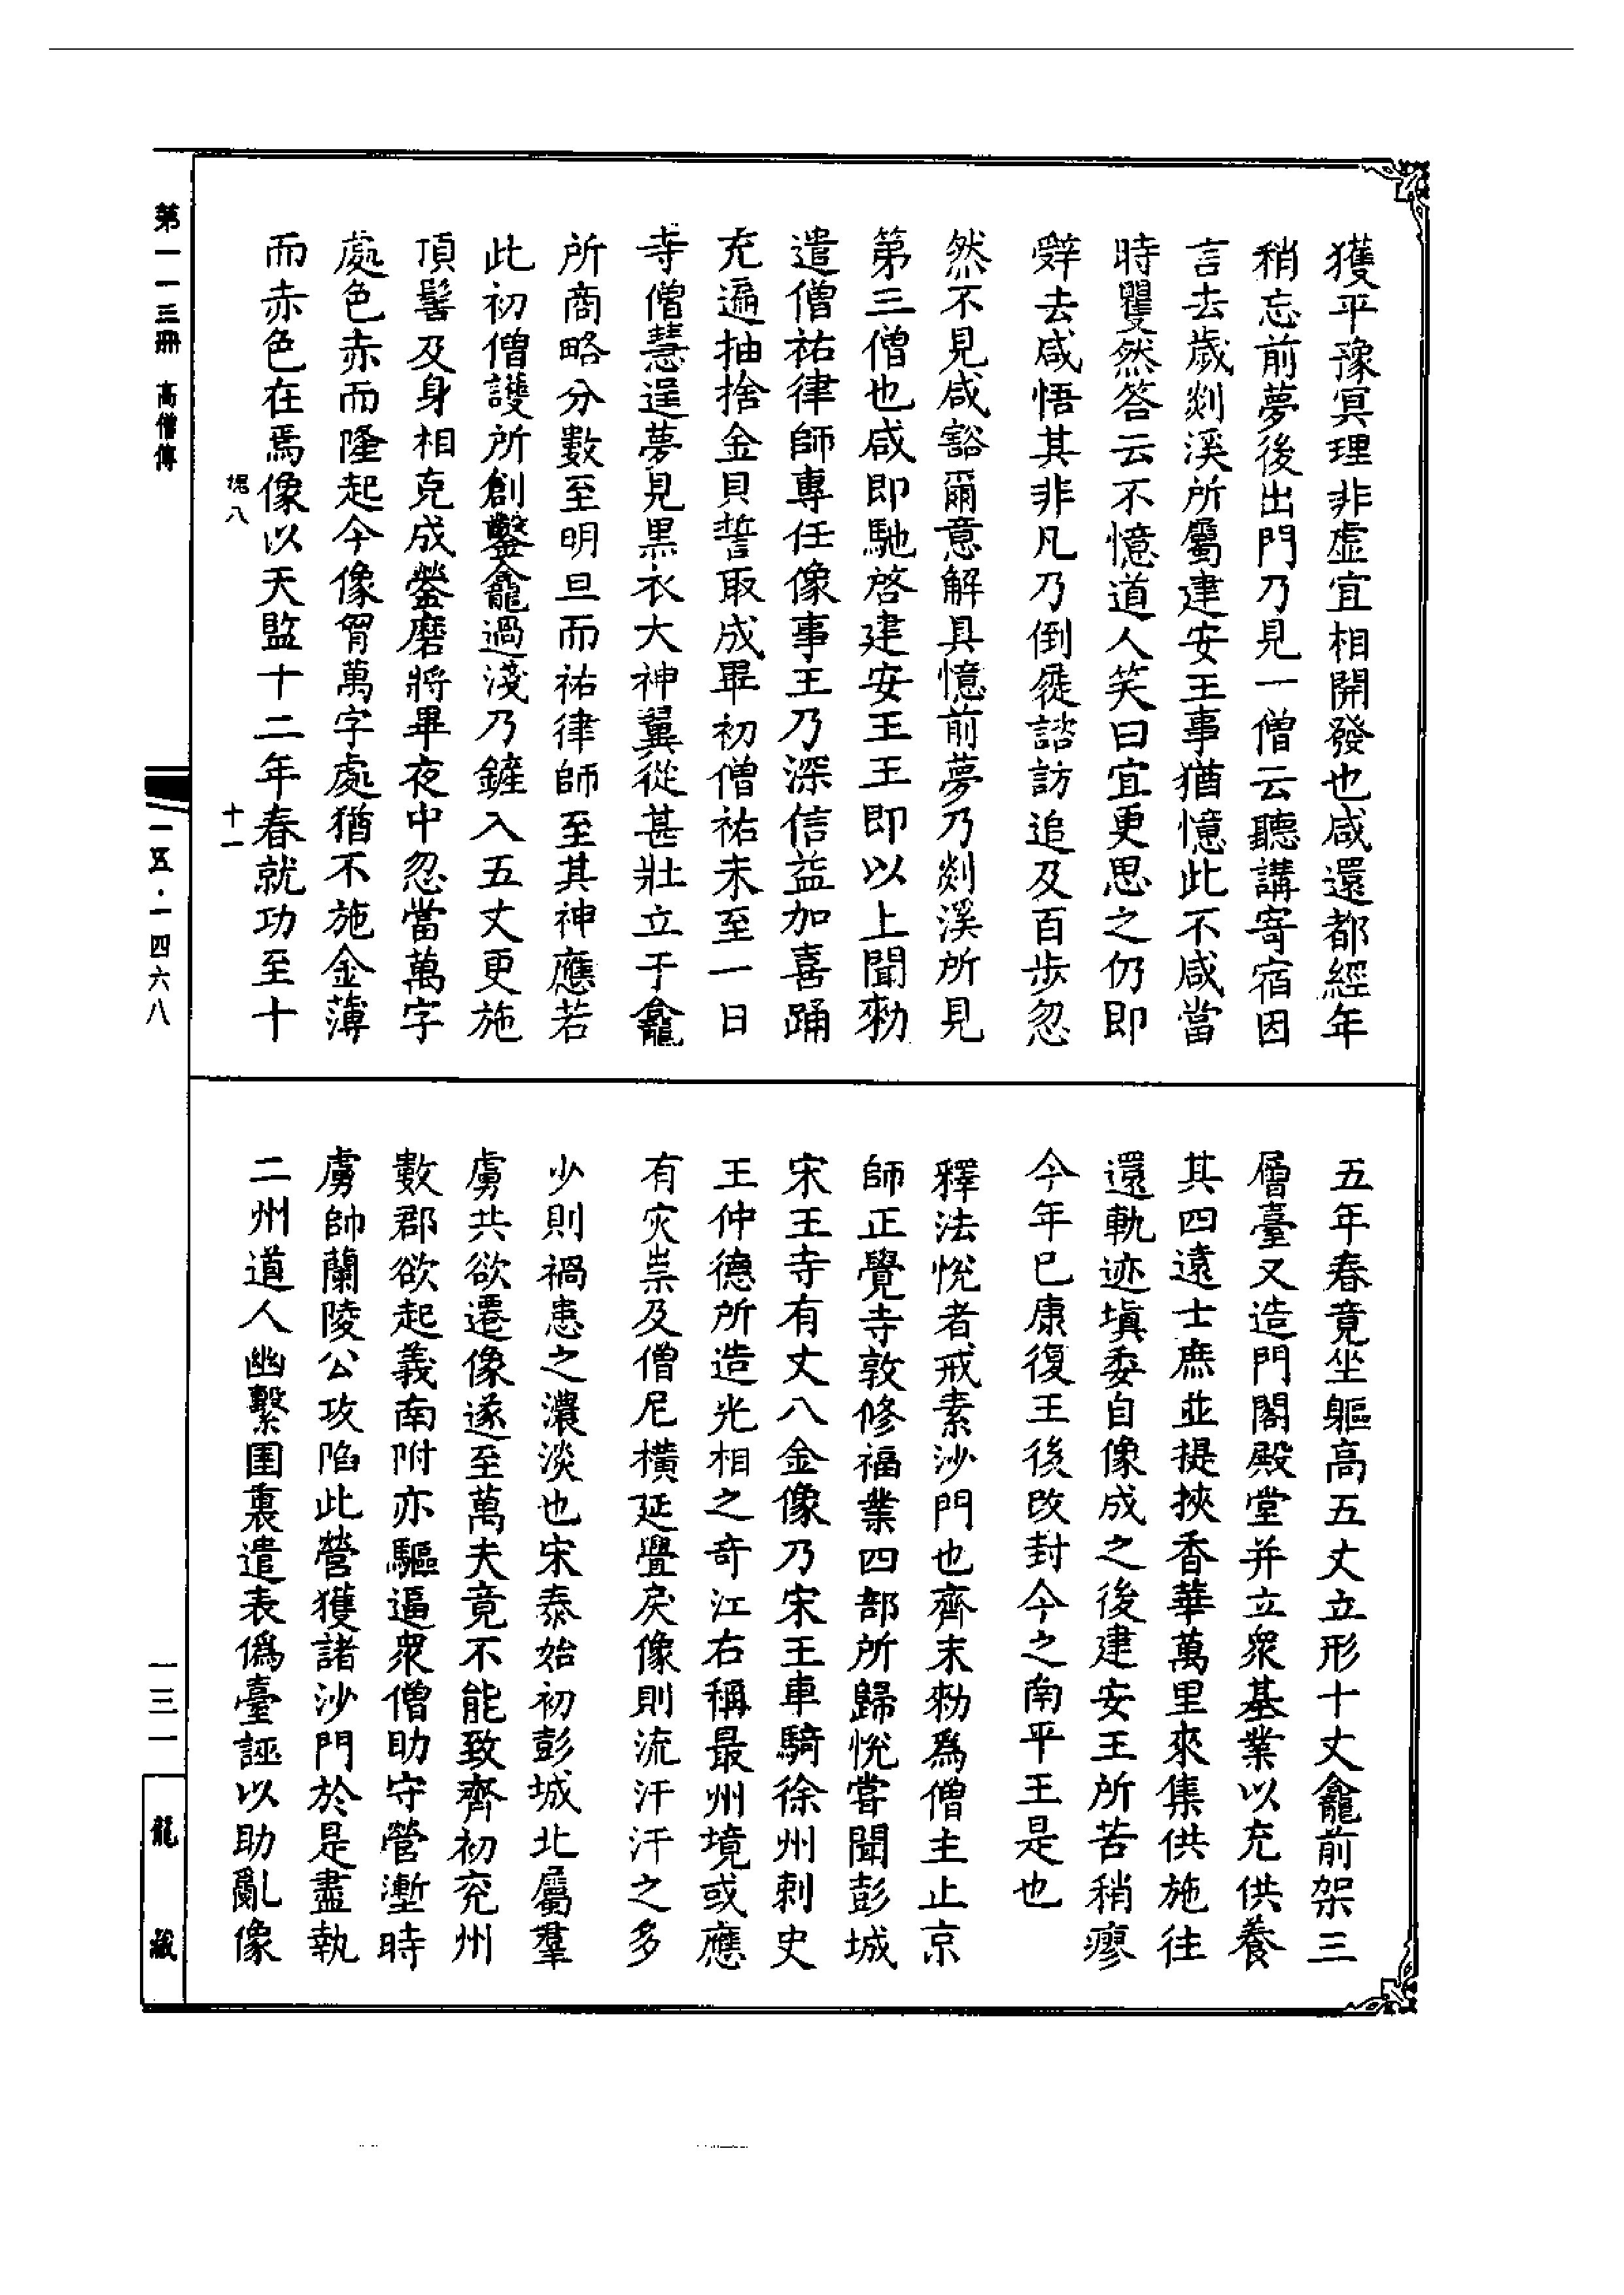 獲平豫冥理非虛宜相開發也咸還都經年
稍忘前夢後出門乃見一僧云聽講寄宿因
言去歲剡溪所屬建安王事猶憶此不咸當
時矍然答云不憶道人笑曰宜更思之仍即
辤去咸悟其非凡乃倒屣諮訪追及百步忽
然不見咸豁爾意解具憶前夢乃剡溪所見
第三僧也咸即馳啓建安王王即以上聞勑
遣僧祐律師專任像事王乃深信益加喜踊
充遍抽捨金貝誓取成畢初僧祐未至一日
寺僧慧逞夢見黒衣大神翼從甚壯立于龕
所商略分數至明旦而祐律師至其神應若
此初僧護所創鑿龕過淺乃鏟入五丈更施
頂髻及身相克成瑩磨將畢夜中忽當萬字
處色赤而隆起今像胷萬字處猶不施金薄
而赤色在焉像以天監十二年春就功至十
五年春竟坐軀高五丈立形十丈龕前架三
層臺又造門閣殿堂并立衆基業以充供養
其四遠士庶並提挾香華萬里來集供施往
還軌迹塡委自像成之後建安王所苦稍瘳
今年已康復王後改封今之南平王是也
釋法悅者戒素沙門也齊末勑爲僧主止京
師正覺寺敦修福業四部所歸悅嘗聞彭城
宋王寺有丈八金像乃宋王車騎徐州刺史
王仲德所造光相之奇江右稱最州境或應
有灾祟及僧尼橫延亹戾像則流汗汗之多
少則禍患之濃淡也宋泰始初彭城北屬羣
虜共欲遷像遂至萬夫竟不能致齊初兖州
數郡欲起義南附亦驅逼衆僧助守營壍時
虜帥蘭陵公攻陷此營獲諸沙門於是盡執
二州道人幽繫圉裏遣表僞臺誣以助亂像
第一一三冊 高僧傳
槐八
十一
一五·一四六八
一三一
龍藏